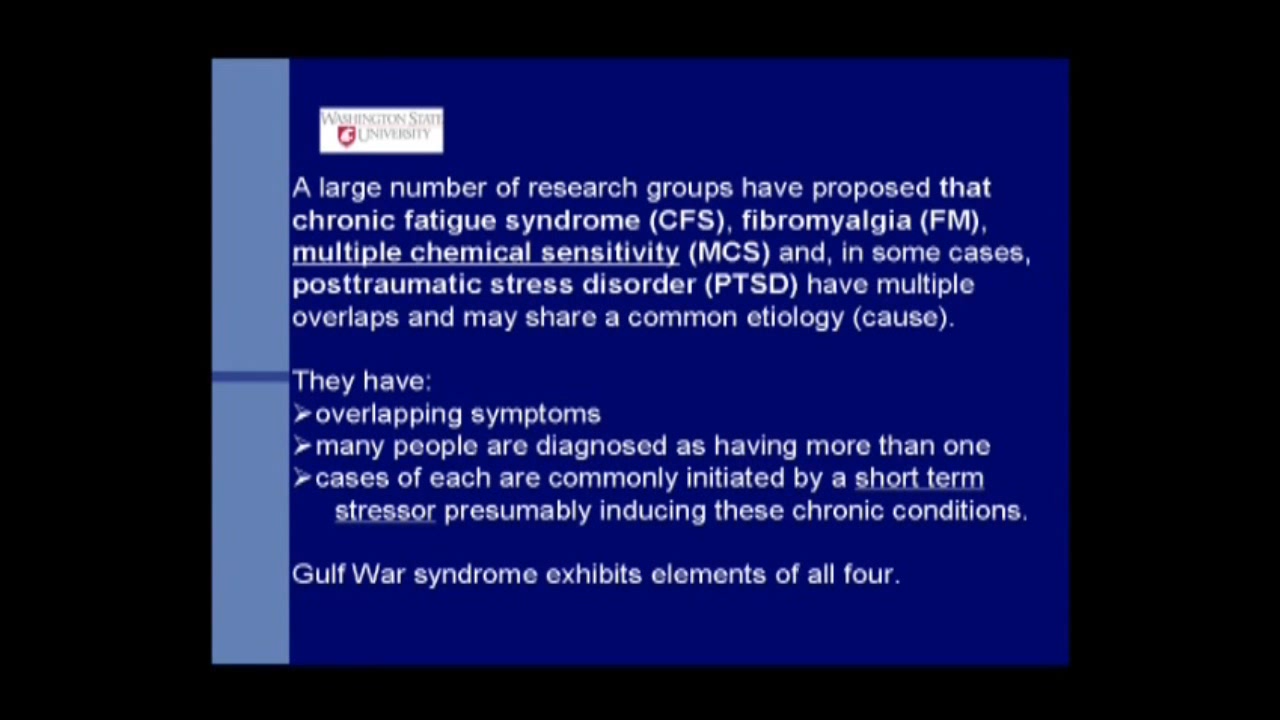 WASHINGTON STATE
UNIVERSITY
A large number of research groups have proposed that
chronic fatigue syndrome (CFS), fibromyalgia (FM),
multiple chemical sensitivity (MCS) and, in some cases,
posttraumatic stress disorder (PTSD) have multiple
overlaps and may share a common etiology (cause).
They have:
➢overlapping symptoms
➢many people are diagnosed as having more than one
➢cases of each are commonly initiated by a short term
stressor presumably inducing these chronic conditions.
Gulf War syndrome exhibits elements of all four.